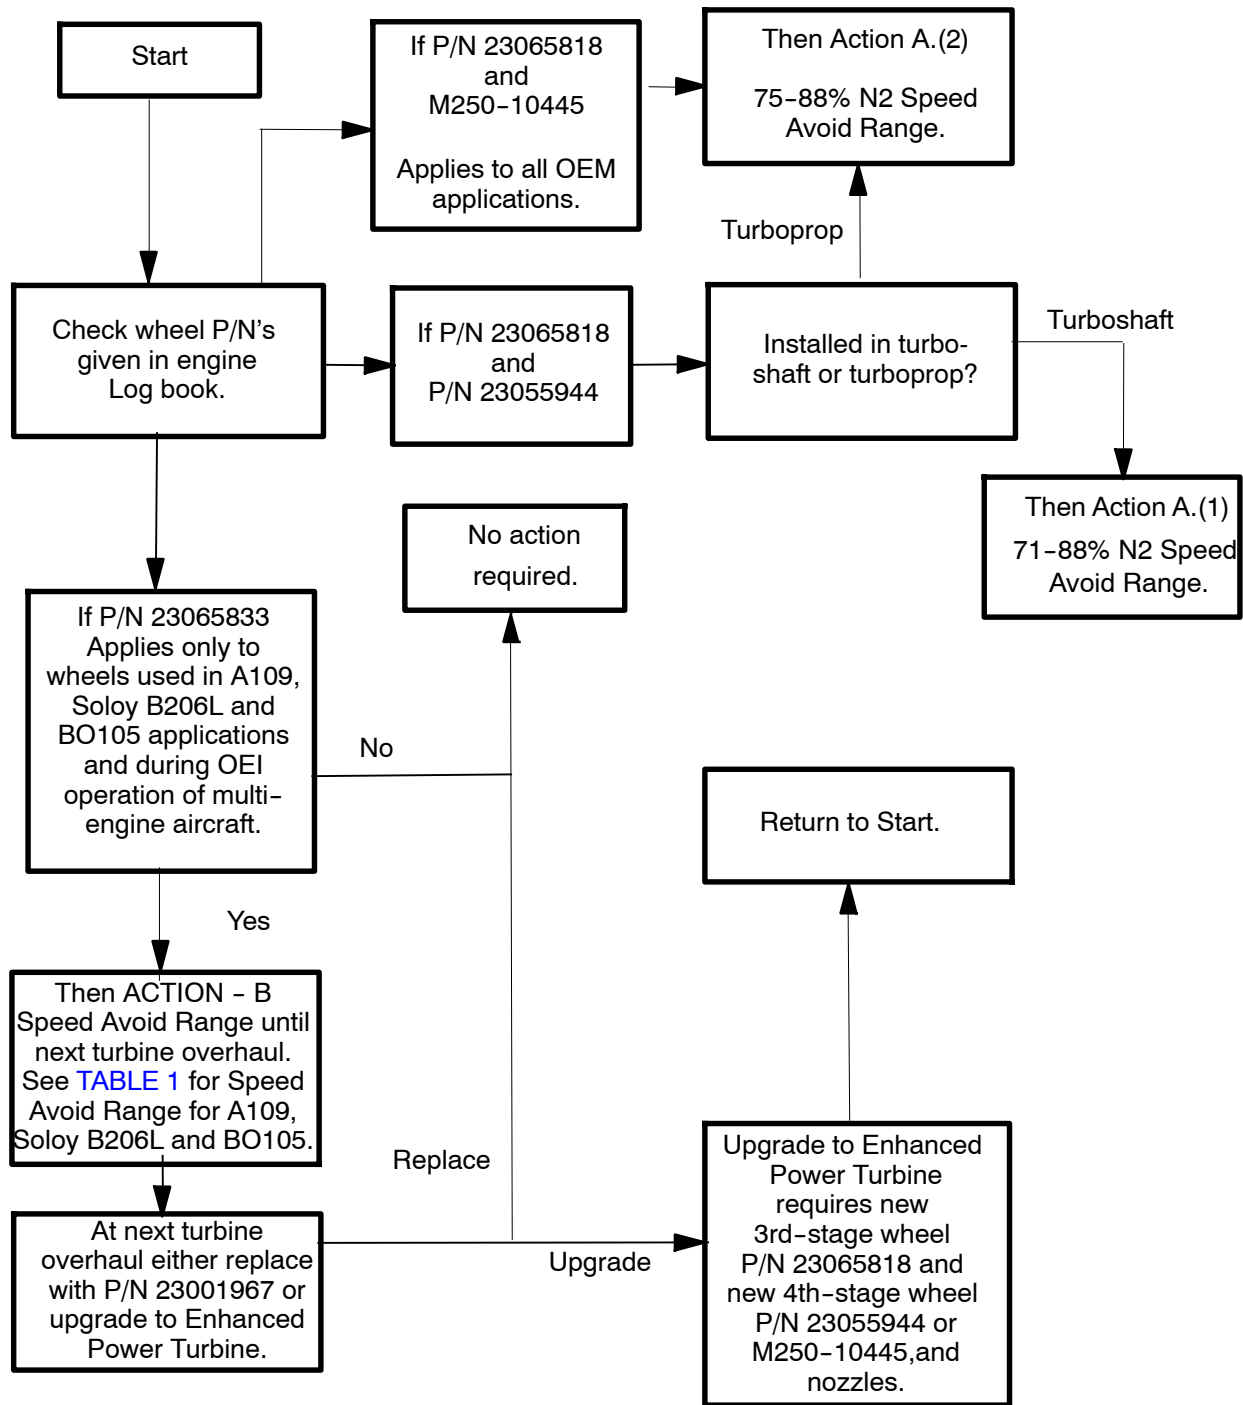 Start
If P/N 23065818
and
M250-10445
Applies to all OEM
applications.
Then Action A.(2)
75-88% N2 Speed
Avoid Range.
Turboprop
Check wheel P/N's
given in engine
Log book.
If P/N 23065818
and
P/N 23055944
Installed in turbo-
shaft or turboprop?
Turboshaft
Then Action A.(1)
71-88% N2 Speed
Avoid Range.
No action
required.
If P/N 23065833
Applies only to
wheels used in A109,
Soloy B206L and
BO105 applications
and during OEI
operation of multi-
engine aircraft.
No
Yes
Return to Start.
Then ACTION - B
Speed Avoid Range until
next turbine overhaul.
See TABLE 1 for Speed
Avoid Range for A109,
Soloy B206L and BO105.
Replace
At next turbine
overhaul either replace
with P/N 23001967 or
upgrade to Enhanced
Power Turbine.
Upgrade
Upgrade to Enhanced
Power Turbine
requires new
3rd-stage wheel
P/N 23065818 and
new 4th-stage wheel
P/N 23055944 or
M250-10445,and
nozzles.